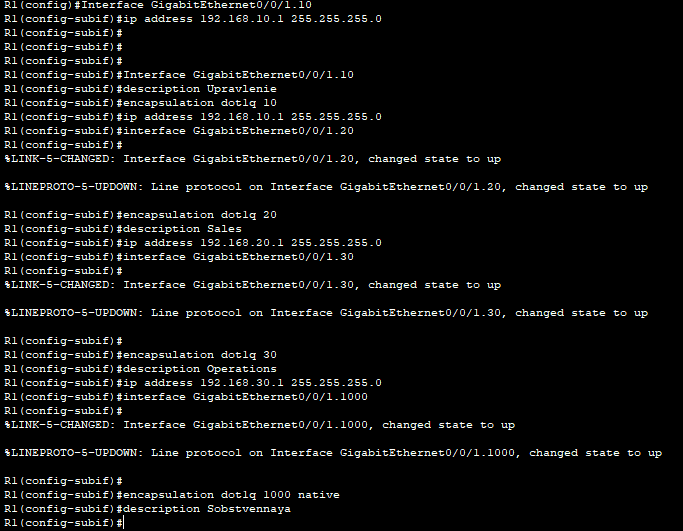 R1(config)#Interface GigabitEthernet0/0/1.10
R1(config-subif)#ip address 192.168.10.1 255.255.255.0
R1(config-subif)#
R1(config-subif)#
R1(config-subif)#
R1(config-subif)#Interface GigabitEthernet0/0/1.10
R1(config-subif)#description Upravlenie
R1(config-subif)#encapsulation dot1q 10
R1(config-subif)#ip address 192.168.10.1 255.255.255.0
R1(config-subif)#interface GigabitEthernet0/0/1.20
R1(config-subif)#
%LINK-5-CHANGED: Interface GigabitEthernet0/0/1.20, changed state to up
%LINEPROTO-5-UPDOWN: Line protocol on Interface GigabitEthernet0/0/1.20, changed state to up
R1(config-subif)#encapsulation dot1q 20
R1(config-subif)#description Sales
R1(config-subif)#ip address 192.168.20.1 255.255.255.0
R1(config-subif)#interface GigabitEthernet0/0/1.30
R1(config-subif)#
%LINK-5-CHANGED: Interface GigabitEthernet0/0/1.30, changed state to up
%LINEPROTO-5-UPDOWN: Line protocol on Interface GigabitEthernet0/0/1.30, changed state to up
R1(config-subif)#
R1(config-subif)#encapsulation dot1q 30
R1(config-subif)#description Operations
R1(config-subif)#ip address 192.168.30.1 255.255.255.0
R1(config-subif)#interface GigabitEthernet0/0/1.1000
R1(config-subif)#
%LINK-5-CHANGED: Interface GigabitEthernet0/0/1.1000, changed state to up
%LINEPROTO-5-UPDOWN: Line protocol on Interface GigabitEthernet0/0/1.1000, changed state to up
R1(config-subif)#
R1(config-subif)#encapsulation dot1q 1000 native
R1(config-subif)#description Sobstvennaya
R1(config-subif)#